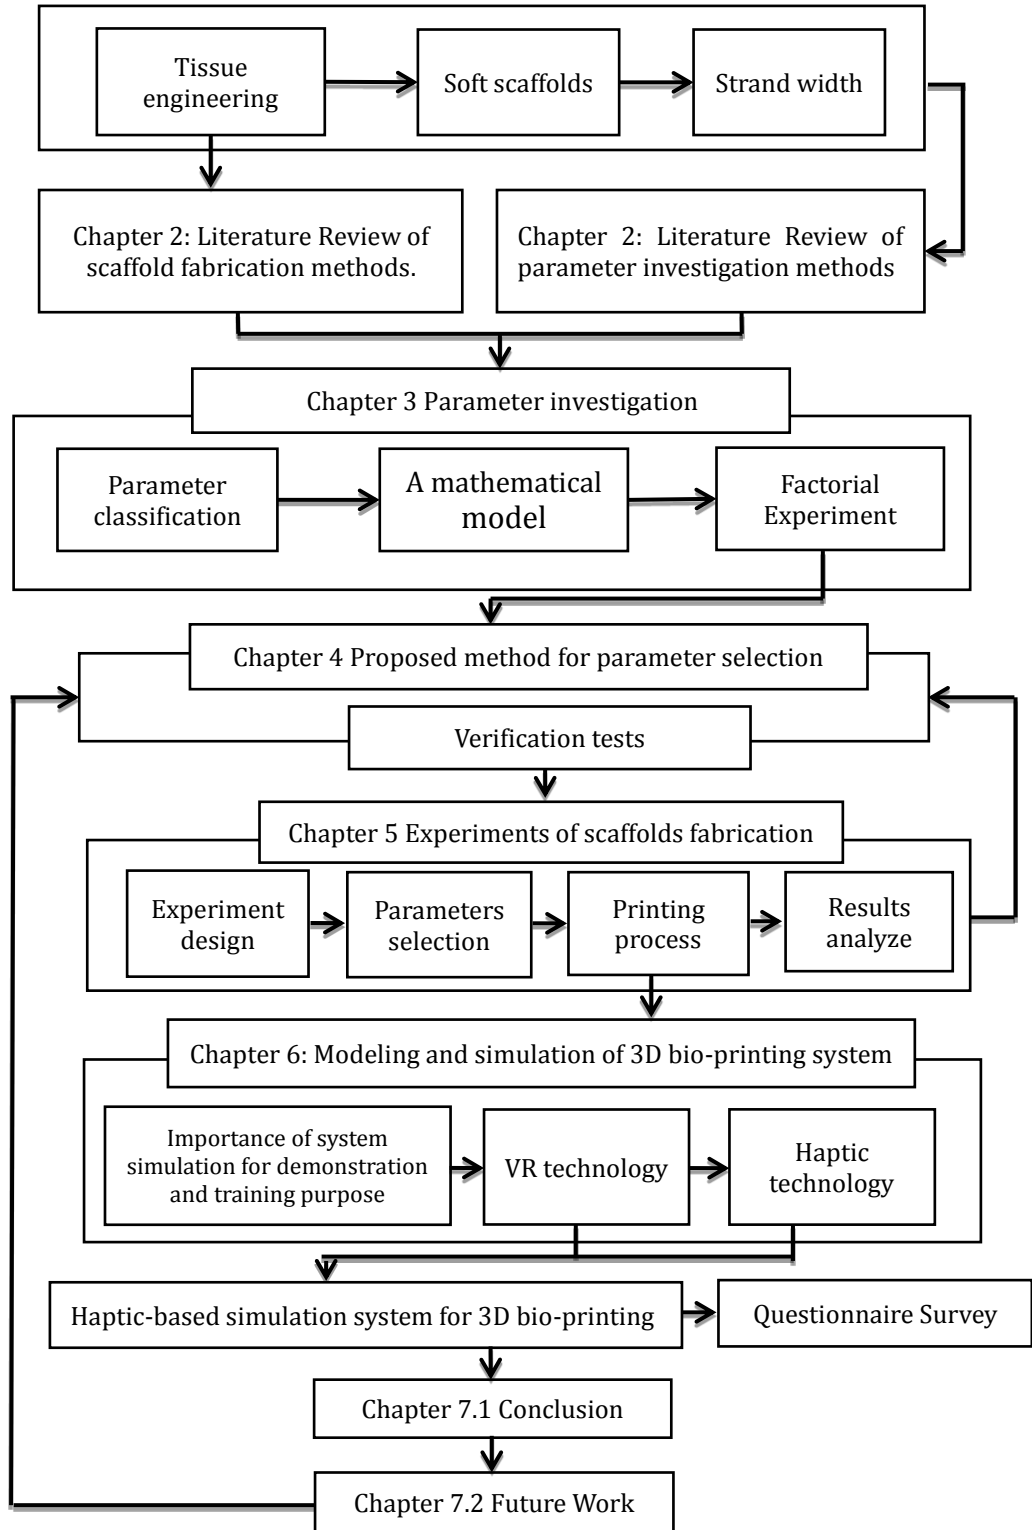 Tissue
engineering
Soft scaffolds
Strand width
Chapter 2: Literature Review of
scaffold fabrication methods.
Chapter 2: Literature Review of
parameter investigation methods
Chapter 3 Parameter investigation
Parameter
classification
A mathematical
model
Factorial
Experiment
Chapter 4 Proposed method for parameter selection
Verification tests
Chapter 5 Experiments of scaffolds fabrication
Experiment
design
Parameters
selection
Printing
process
Results
analyze
Chapter 6: Modeling and simulation of 3D bio-printing system
Importance of system
simulation for demonstration
and training purpose
VR technology
Haptic
technology
Haptic-based simulation system for 3D bio-printing
Questionnaire Survey
Chapter 7.1 Conclusion
Chapter 7.2 Future Work